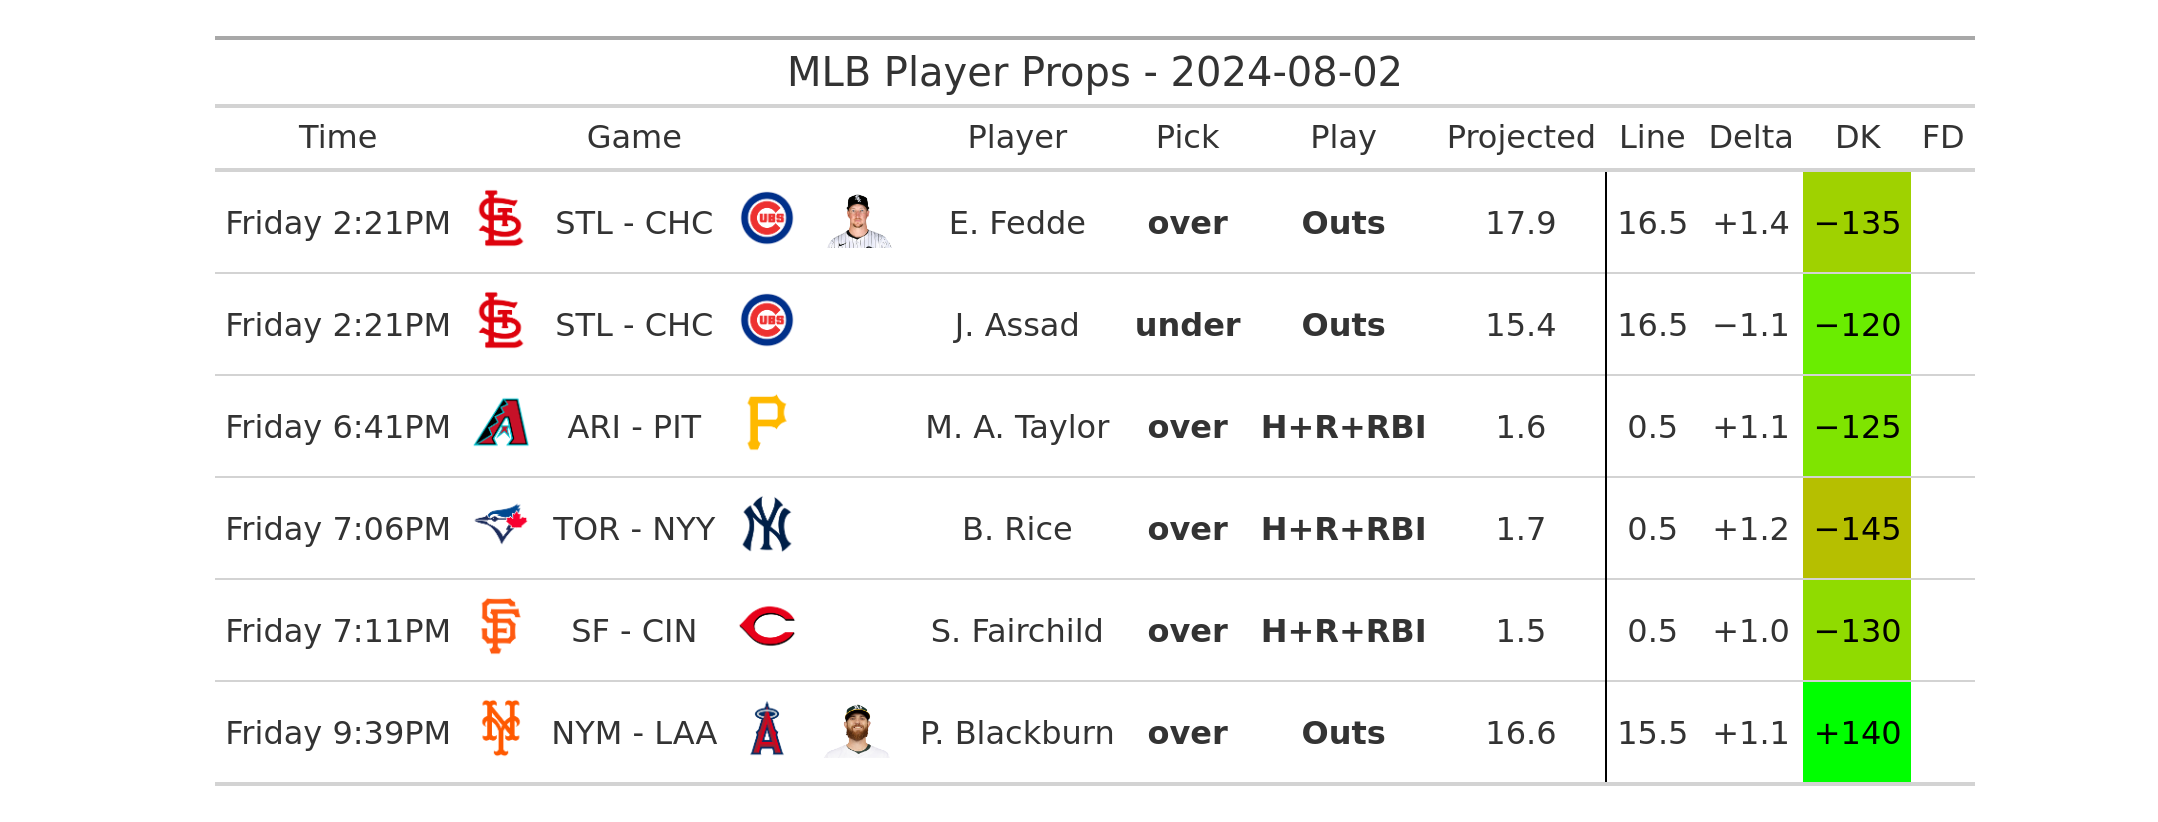 MLB Player Props - 2024-08-02
Time Game Player Pick Play Projected Line Delta DK FD
Friday 2:21PM STL - CHC E. Fedde over Outs 17.9 16.5 +1.4 −135
Friday 2:21PM STL - CHC J. Assad under Outs 15.4 16.5 −1.1 −120
Friday 6:41PM ARI - PIT M. A. Taylor over H+R+RBI 1.6 0.5 +1.1 −125
Friday 7:06PM TOR - NYY B. Rice over H+R+RBI 1.7 0.5 +1.2 −145
Friday 7:11PM SF - CIN S. Fairchild over H+R+RBI 1.5 0.5 +1.0 −130
Friday 9:39PM NYM - LAA P. Blackburn over Outs 16.6 15.5 +1.1 +140